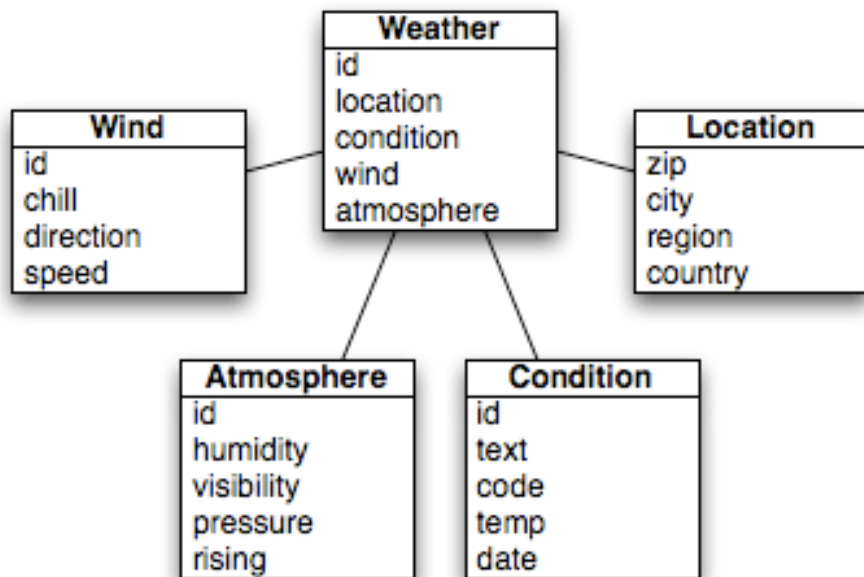 Weather
id
location
condition
wind
atmosphere
Wind
id
chill
direction
speed
Location
zip
city
region
country
Atmosphere
id
humidity
visibility
pressure
rising
Condition
id
text
code
temp
date